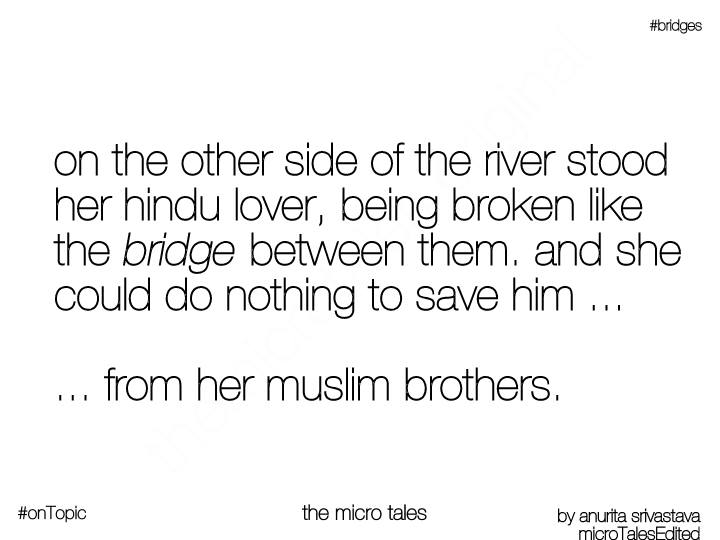 #bridges
on the other side of the river stood
her hindu lover, being broken like
the bridge between them. and she
could do nothing to save him ...
... from her muslim brothers.
#onTopic
the micro tales
by anurita srivastava
microTalesEdited